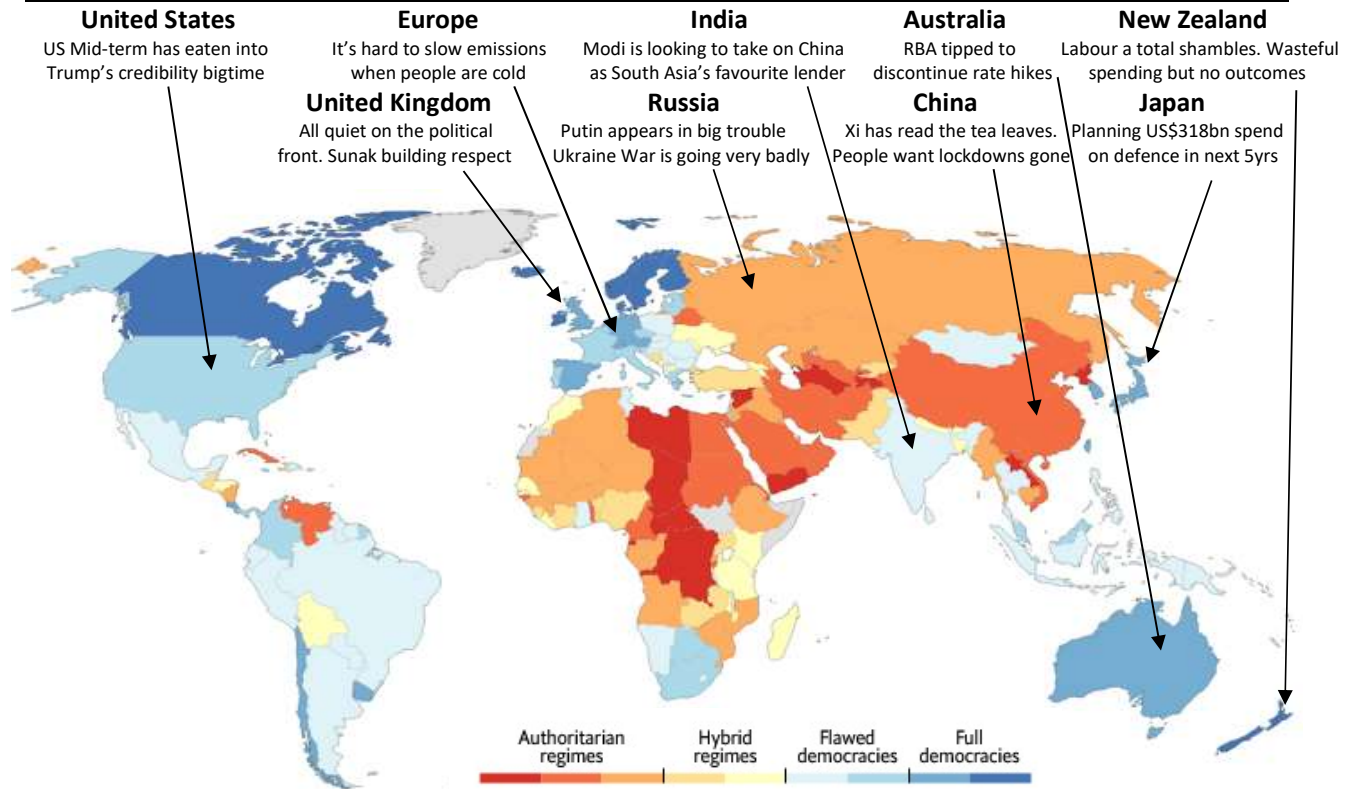 United States
US Mid-term has eaten into
Trump's credibility bigtime
Europe
It's hard to slow emissions
when people are cold
India
Modi is looking to take on China
as South Asia's favourite lender
Australia
RBA tipped to
discontinue rate hikes
New Zealand
Labour a total shambles. Wasteful
spending but no outcomes
United Kingdom
All quiet on the political
front. Sunak building respect
Russia
Putin appears in big trouble
Ukraine War is going very badly
China
Xi has read the tea leaves.
People want lockdowns gone
Japan
Planning US$318bn spend
on defence in next 5yrs
Authoritarian
regimes
Hybrid
regimes
Flawed
democracies
Full
democracies